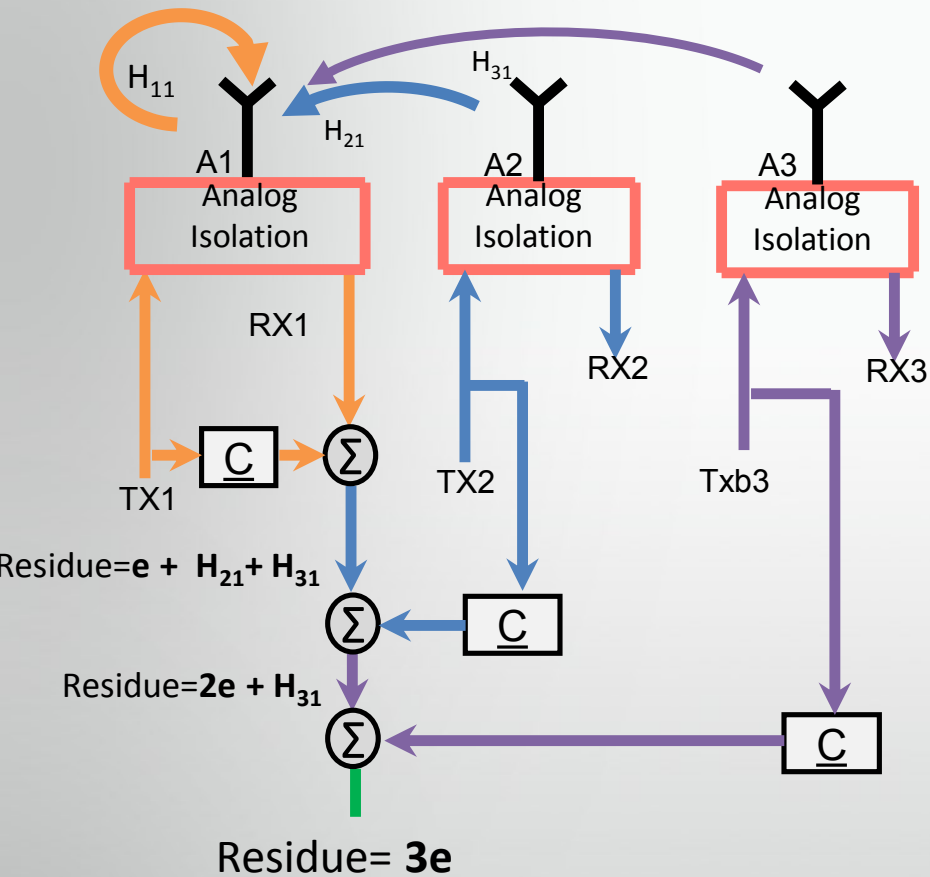 H₁₁
H₃₁
H₂₁
A1
A2
A3
Analog
Isolation
Analog
Isolation
Analog
Isolation
RX1
RX2
RX3
C
Σ
TX1
TX2
Txb3
Residue=e + H₂₁+ H₃₁
Σ
C
Residue=2e + H₃₁
Σ
C
Residue= 3e